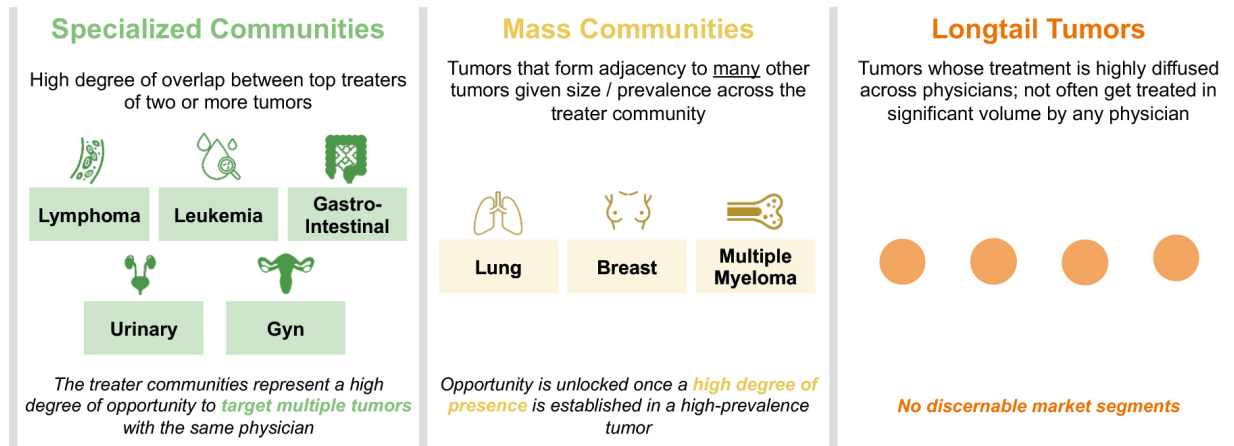 Specialized Communities
High degree of overlap between top treaters
of two or more tumors
Lymphoma
Leukemia
Gastro-
Intestinal
Urinary
Gyn
The treater communities represent a high
degree of opportunity to target multiple tumors
with the same physician
Mass Communities
Tumors that form adjacency to many other
tumors given size / prevalence across the
treater community
Lung
Breast
Multiple
Myeloma
Opportunity is unlocked once a high degree of
presence is established in a high-prevalence
tumor
Longtail Tumors
Tumors whose treatment is highly diffused
across physicians; not often get treated in
significant volume by any physician
No discernable market segments